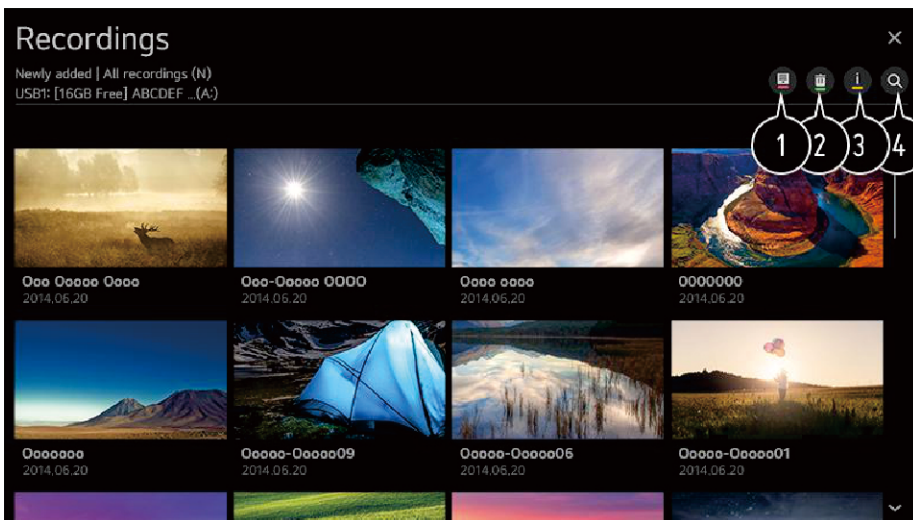 Recordings
Newly added | All recordings (N)
USB1: [16GB Free] ABCDEF ...(A:)
1 2 3 4
Ooo Ooooo Oooo
2014.06.20
Ooo-Ooooo OOOO
2014.06.20
Oooo oooo
2014.06.20
OOOOOOO
2014.06.20
Ooooooo
2014.06.20
Ooooo-Ooooo09
2014.06.20
Ooooo-Ooooo06
2014.06.20
Ooooo-Ooooo01
2014.06.20